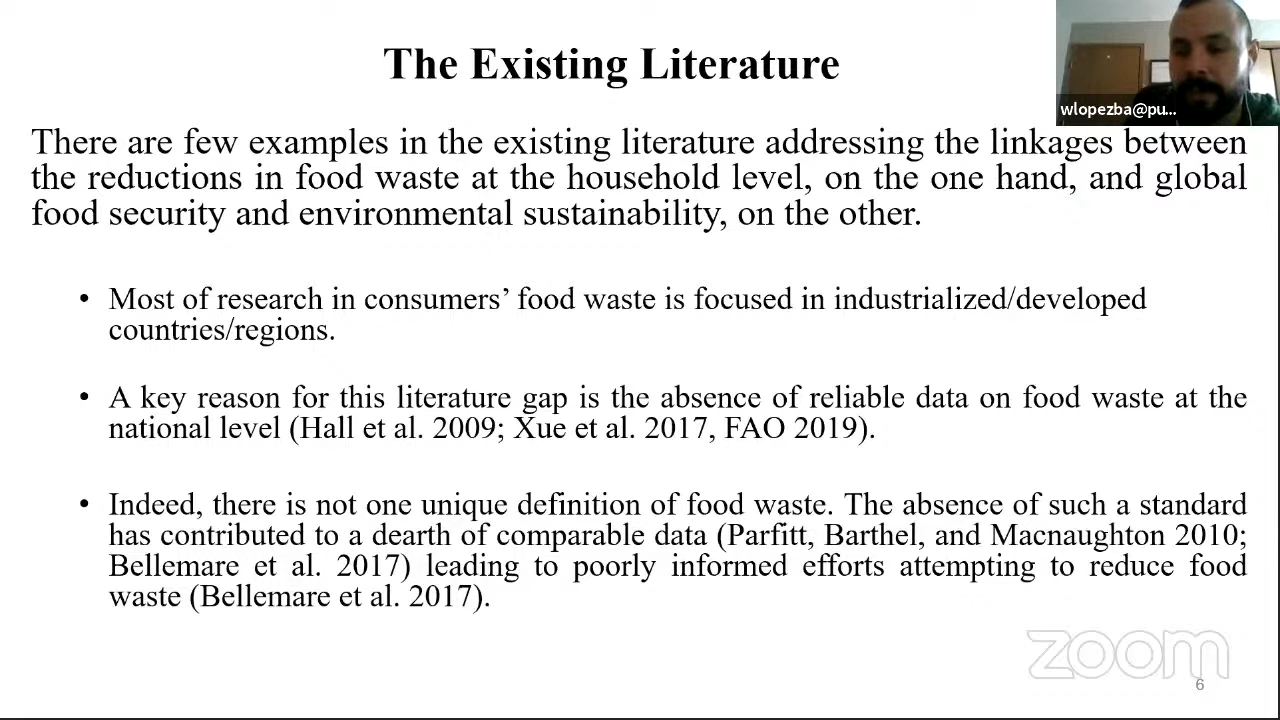 The Existing Literature
wlopezba@pu...
There are few examples in the existing literature addressing the linkages between
the reductions in food waste at the household level, on the one hand, and global
food security and environmental sustainability, on the other.
• Most of research in consumers’ food waste is focused in industrialized/developed
countries/regions.
• A key reason for this literature gap is the absence of reliable data on food waste at the
national level (Hall et al. 2009; Xue et al. 2017, FAO 2019).
• Indeed, there is not one unique definition of food waste. The absence of such a standard
has contributed to a dearth of comparable data (Parfitt, Barthel, and Macnaughton 2010;
Bellemare et al. 2017) leading to poorly informed efforts attempting to reduce food
waste (Bellemare et al. 2017).
zoom
6